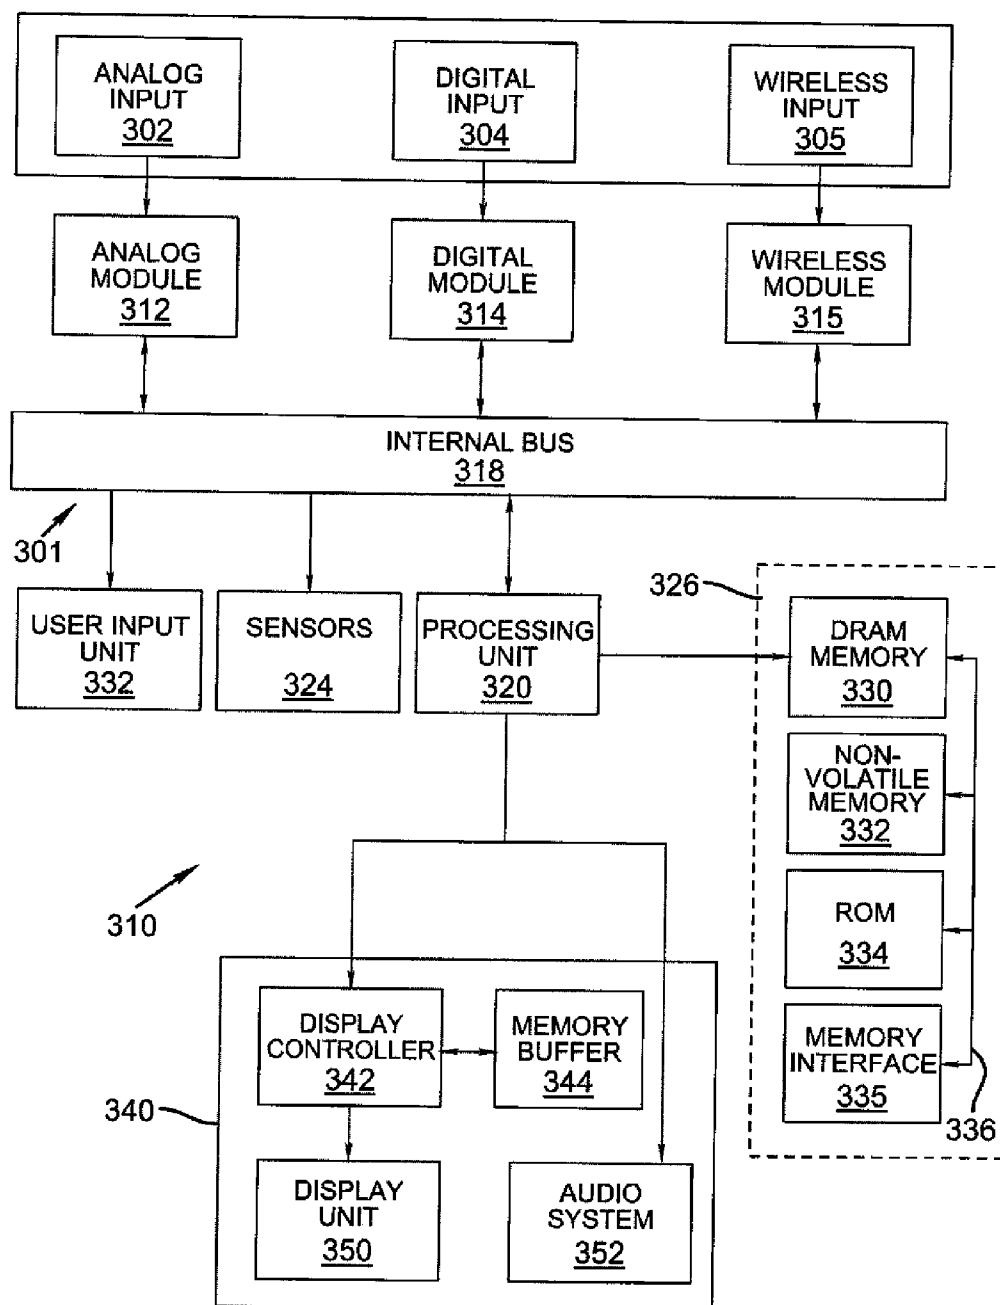 ANALOG
INPUT
302
DIGITAL
INPUT
304
WIRELESS
INPUT
305
ANALOG
MODULE
312
DIGITAL
MODULE
314
WIRELESS
MODULE
315
INTERNAL BUS
318
301
USER INPUT
UNIT
332
SENSORS
324
PROCESSING
UNIT
320
326
DRAM
MEMORY
330
NON-
VOLATILE
MEMORY
332
ROM
334
MEMORY
INTERFACE
335
336
310
340
DISPLAY
CONTROLLER
342
MEMORY
BUFFER
344
DISPLAY
UNIT
350
AUDIO
SYSTEM
352